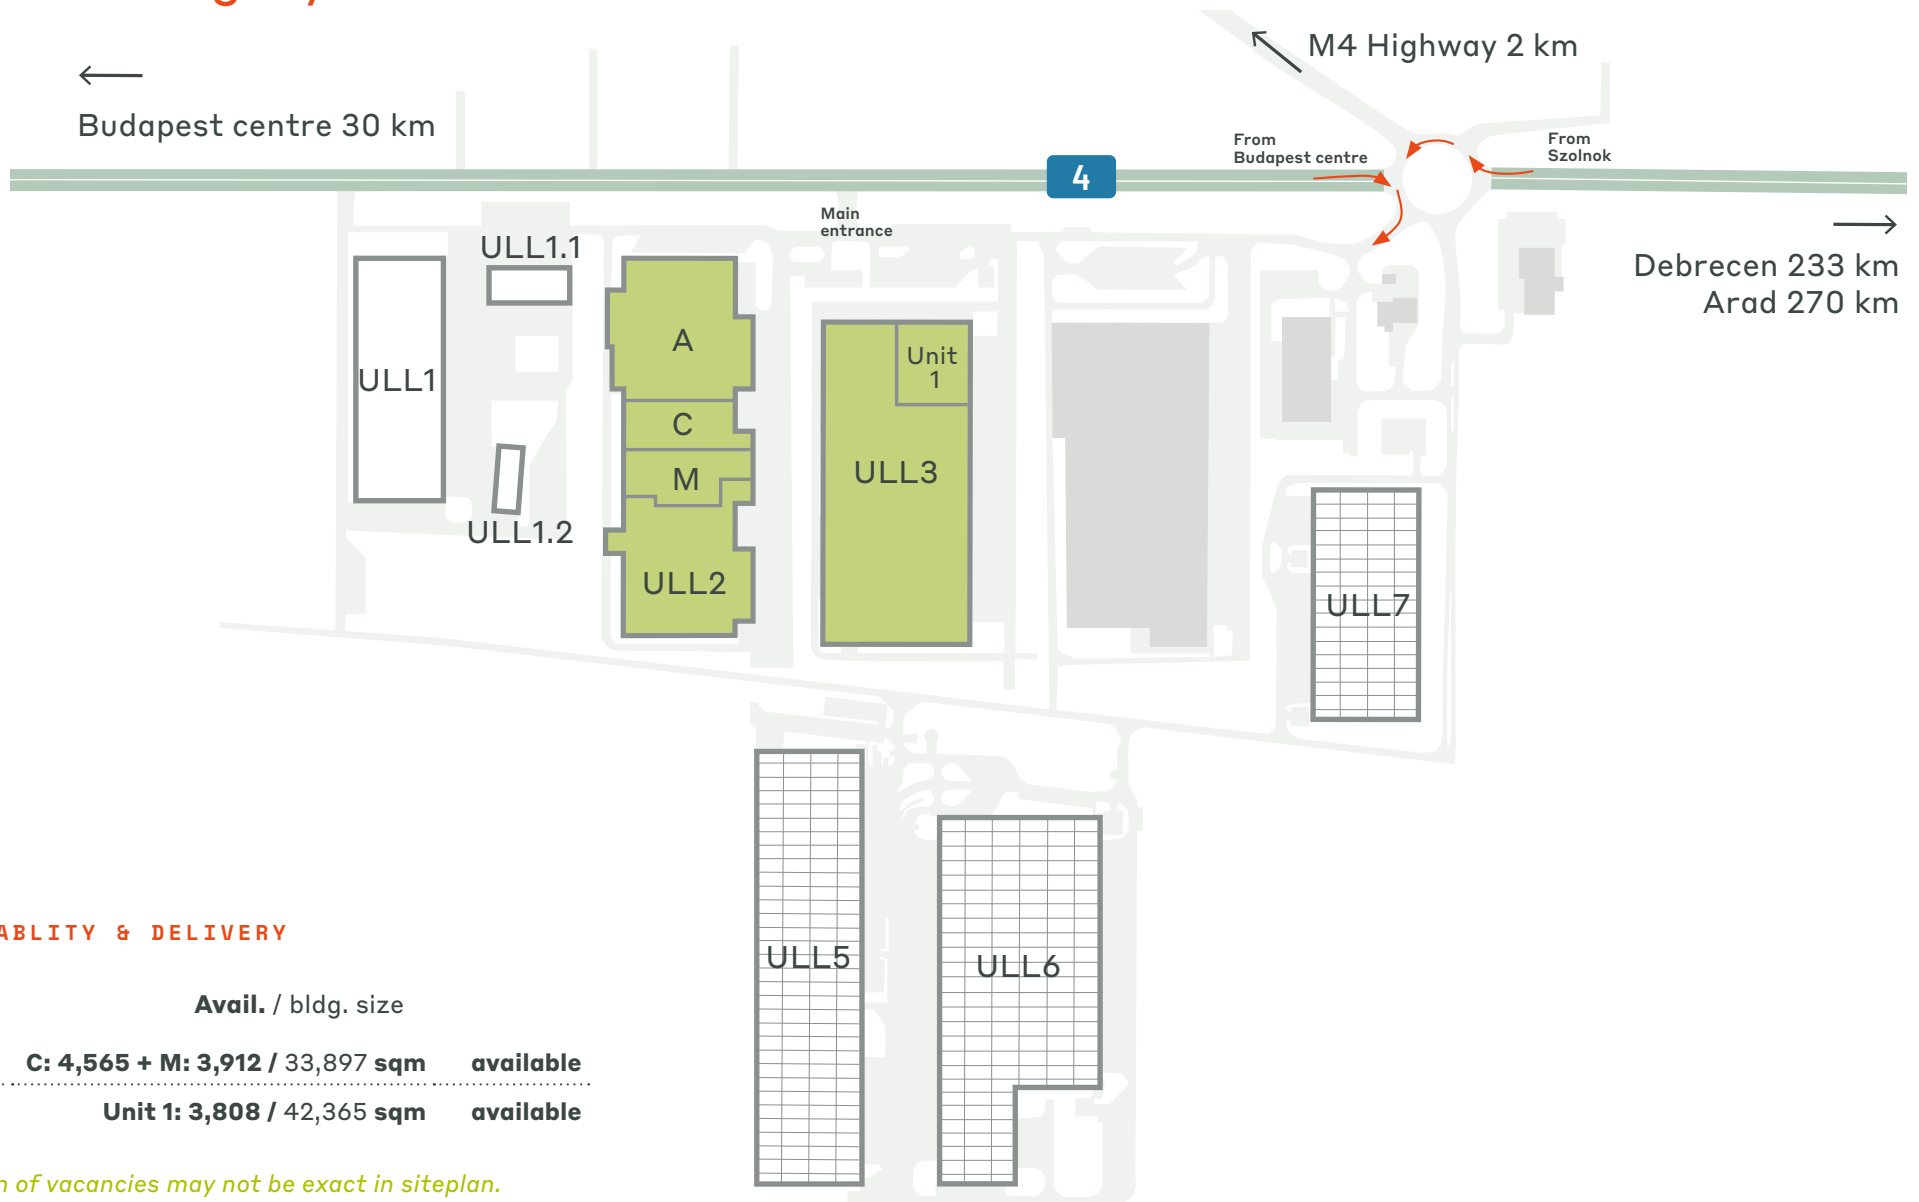 M4 Highway 2 km
Budapest centre 30 km
From
Budapest centre
From
Szolnok
4
Main
entrance
Debrecen 233 km
Arad 270 km
ULL1.1
ULL1
ULL1.2
A
C
M
ULL2
Unit
1
ULL3
ULL7
ULL5
ULL6
ABLITY & DELIVERY
Avail. / bldg. size
C: 4,565 + M: 3,912 / 33,897 sqm available
Unit 1: 3,808 / 42,365 sqm available
n of vacancies may not be exact in siteplan.